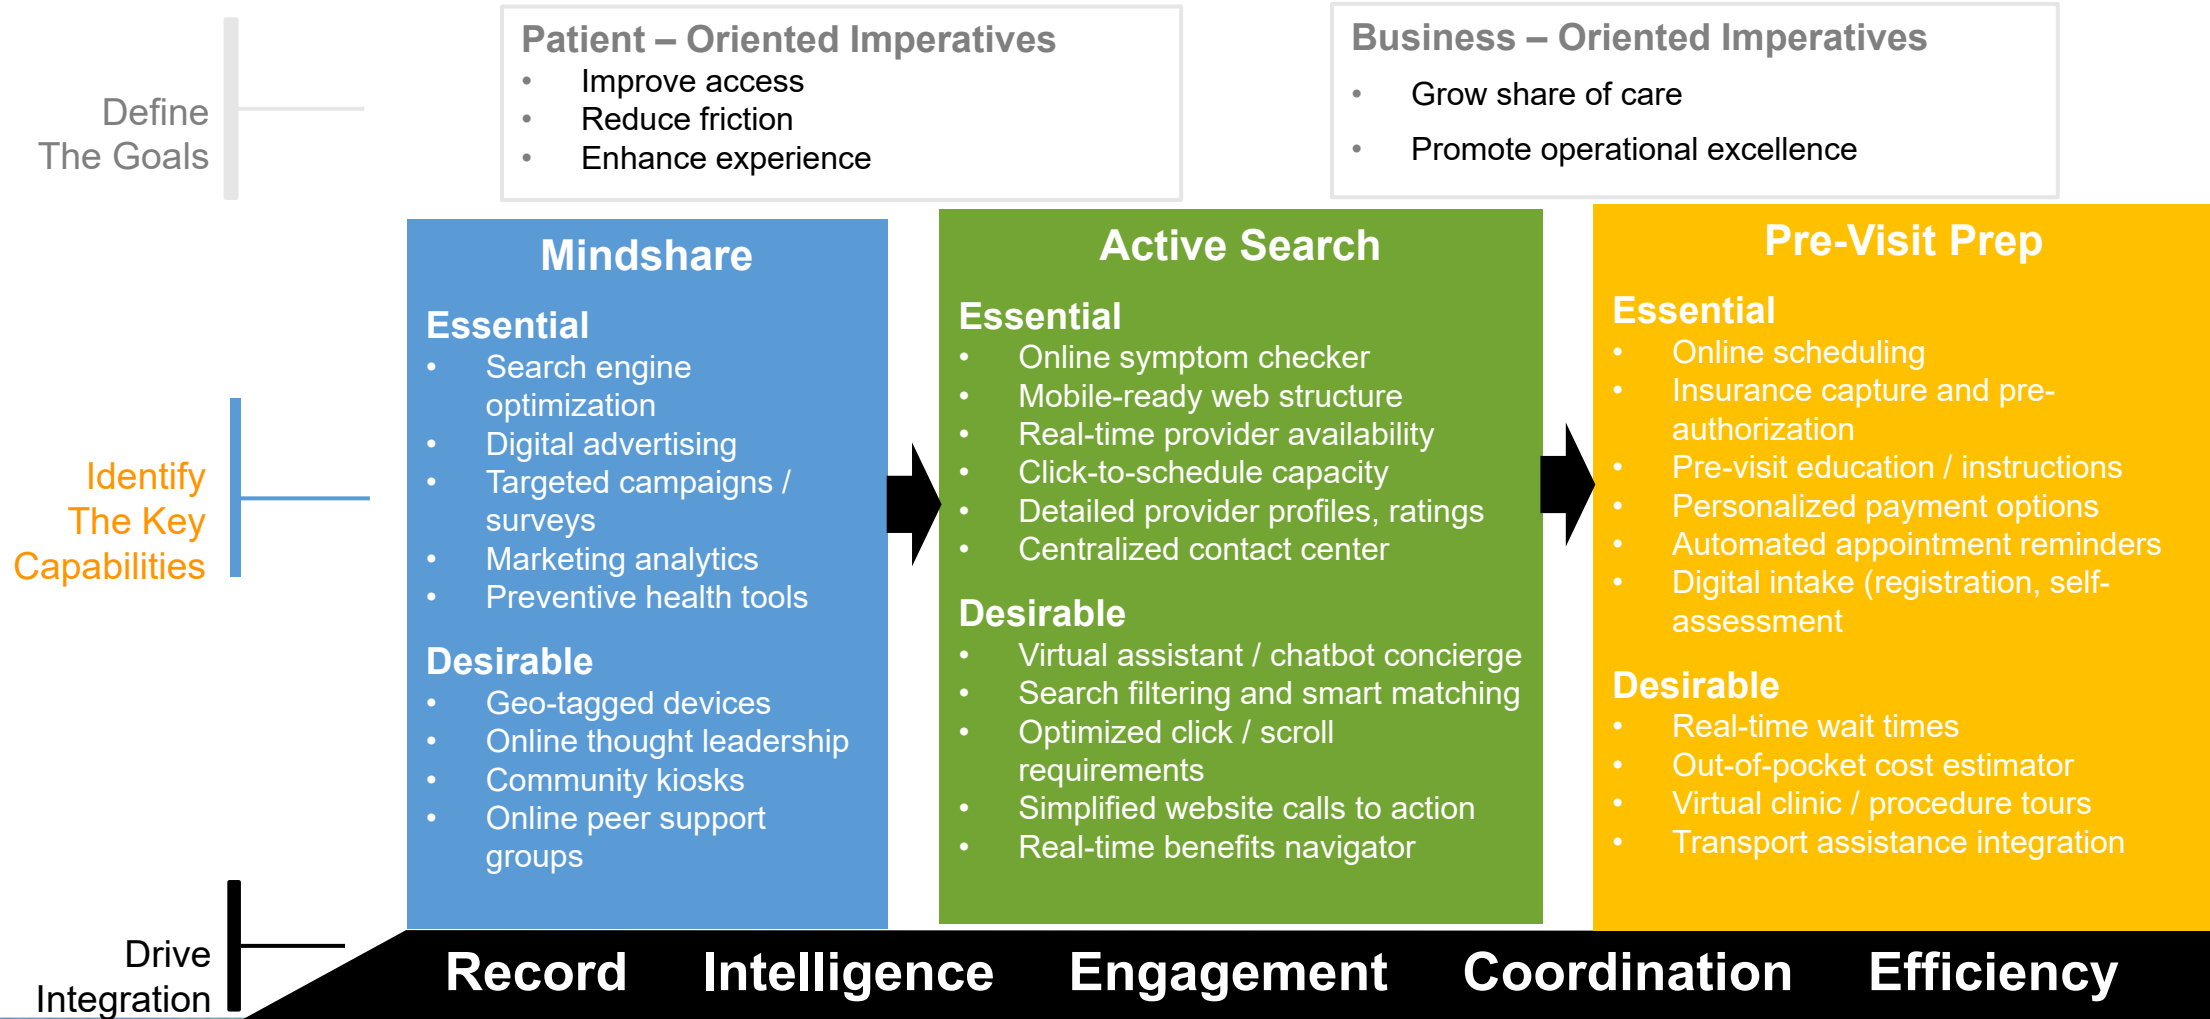 Define
The Goals
Patient – Oriented Imperatives
• Improve access
• Reduce friction
• Enhance experience
Business – Oriented Imperatives
• Grow share of care
• Promote operational excellence
Identify
The Key
Capabilities
Mindshare
Essential
• Search engine
optimization
• Digital advertising
• Targeted campaigns /
surveys
• Marketing analytics
• Preventive health tools
Desirable
• Geo-tagged devices
• Online thought leadership
• Community kiosks
• Online peer support
groups
Active Search
Essential
• Online symptom checker
• Mobile-ready web structure
• Real-time provider availability
• Click-to-schedule capacity
• Detailed provider profiles, ratings
• Centralized contact center
Desirable
• Virtual assistant / chatbot concierge
• Search filtering and smart matching
• Optimized click / scroll
requirements
• Simplified website calls to action
• Real-time benefits navigator
Pre-Visit Prep
Essential
• Online scheduling
• Insurance capture and pre-
authorization
• Pre-visit education / instructions
• Personalized payment options
• Automated appointment reminders
• Digital intake (registration, self-
assessment
Desirable
• Real-time wait times
• Out-of-pocket cost estimator
• Virtual clinic / procedure tours
• Transport assistance integration
Drive
Integration
Record Intelligence Engagement Coordination Efficiency